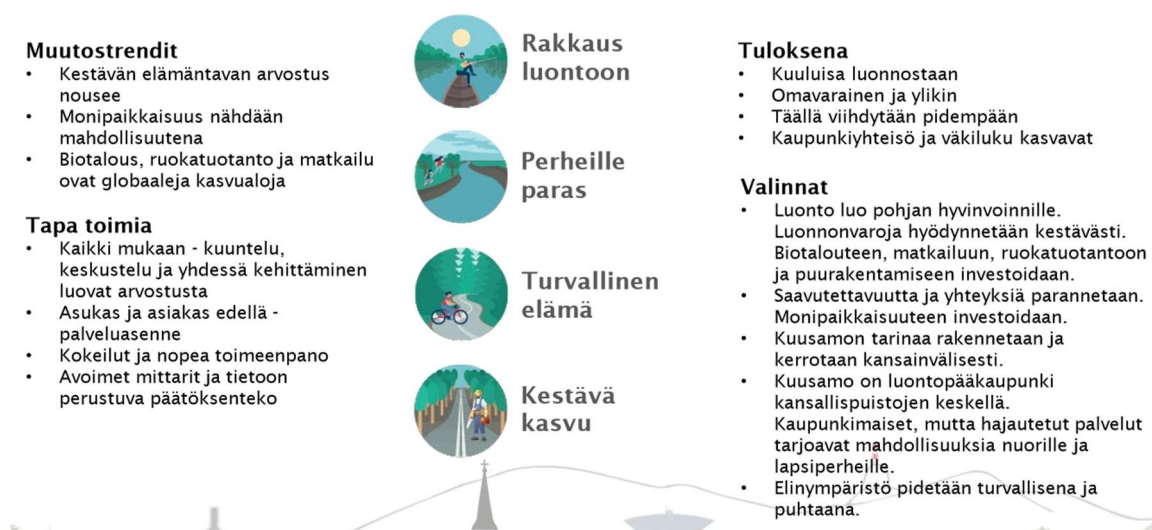 Muutostrendit
• Kestävän elämäntavan arvostus
nousee
• Monipaikkaisuus nähdään
mahdollisuutena
• Biotalous, ruokatuotanto ja matkailu
ovat globaaleja kasvualoja
Tapa toimia
• Kaikki mukaan - kuuntelu,
keskustelu ja yhdessä kehittäminen
luovat arvostusta
• Asukas ja asiakas edellä -
palveluasenne
• Kokeilut ja nopea toimeenpano
• Avoimet mittarit ja tietoon
perustuva päätöksenteko
Rakkaus
luontoon
Perheille
paras
Turvallinen
elämä
Kestävä
kasvu
Tuloksena
• Kuuluisa luonnostaan
• Omavarainen ja ylikin
• Täällä viihdytään pidempään
• Kaupunkiyhteisö ja väkiluku kasvavat
Valinnat
• Luonto luo pohjan hyvinvoinnille.
Luonnonvaroja hyödynnetään kestävästi.
Biotalouteen, matkailuun, ruokatuotantoon
ja puurakentamiseen investoidaan.
• Saavutettavuutta ja yhteyksiä parannetaan.
Monipaikkaisuuteen investoidaan.
• Kuusamon tarinaa rakennetaan ja
kerrotaan kansainvälisesti.
• Kuusamo on luontopääkaupunki
kansallispuistojen keskellä.
Kaupunkimaiset, mutta hajautetut palvelut
tarjoavat mahdollisuuksia nuorille ja
lapsiperheille.
• Elinympäristö pidetään turvallisena ja
puhtaana.